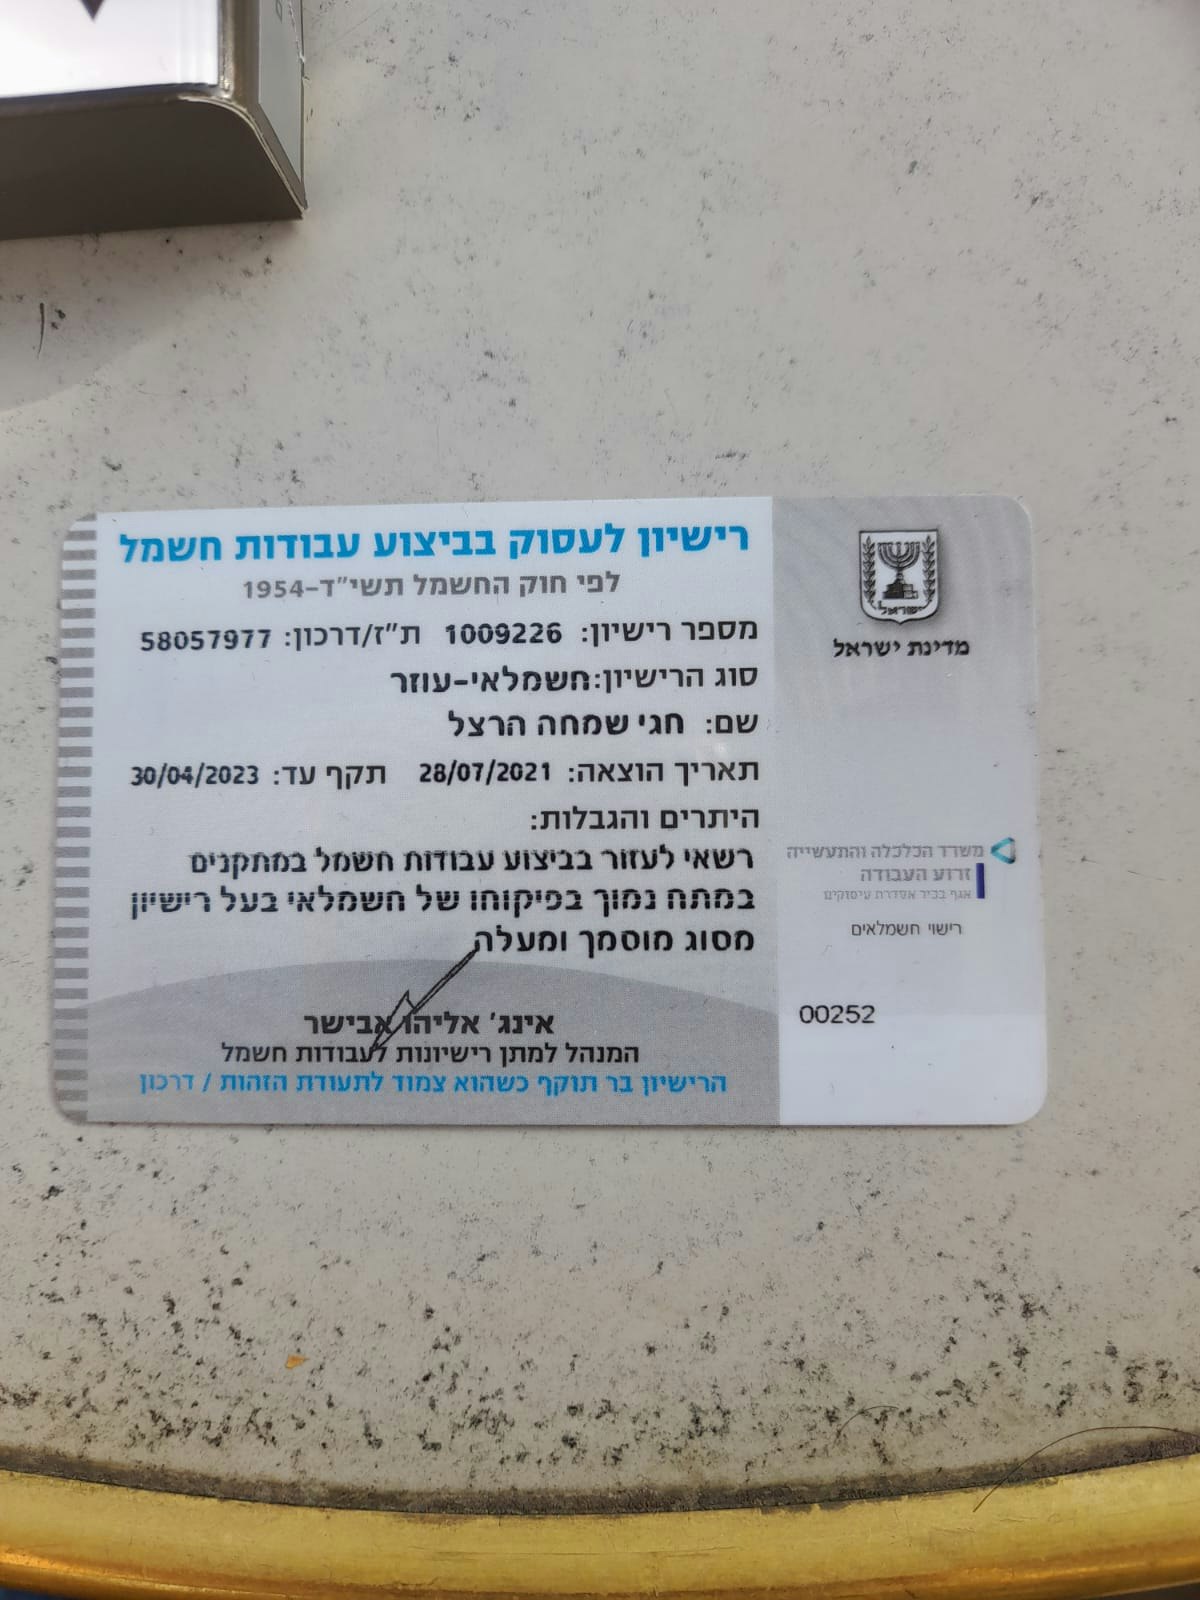 רישיון לעסוק בביצוע עבודות חשמל
לפי חוק החשמל תשי"ד-1954
מספר רישיון: 1009226 ת"ז/דרכון: 58057977
סוג הרישיון:חשמלאי-עוזר
שם: חגי שמחה הרצל
תאריך הוצאה: 28/07/2021 תקף עד: 30/04/2023
היתרים והגבלות:
רשאי לעזור בביצוע עבודות חשמל במתקנים
במתח נמוך בפיקוחו של חשמלאי בעל רישיון
מסוג מוסמך ומעלה
אינג' אליהו אבישר
המנהל למתן רישיונות לעבודות חשמל
הרישיון בר תוקף כשהוא צמוד לתעודת הזהות / דרכון
ישראל
מדינת ישראל
משרד הכלכלה והתעשייה
זרוע העבודה
אגף בכיר אסדרת עיסוקים
רישוי חשמלאים
00252